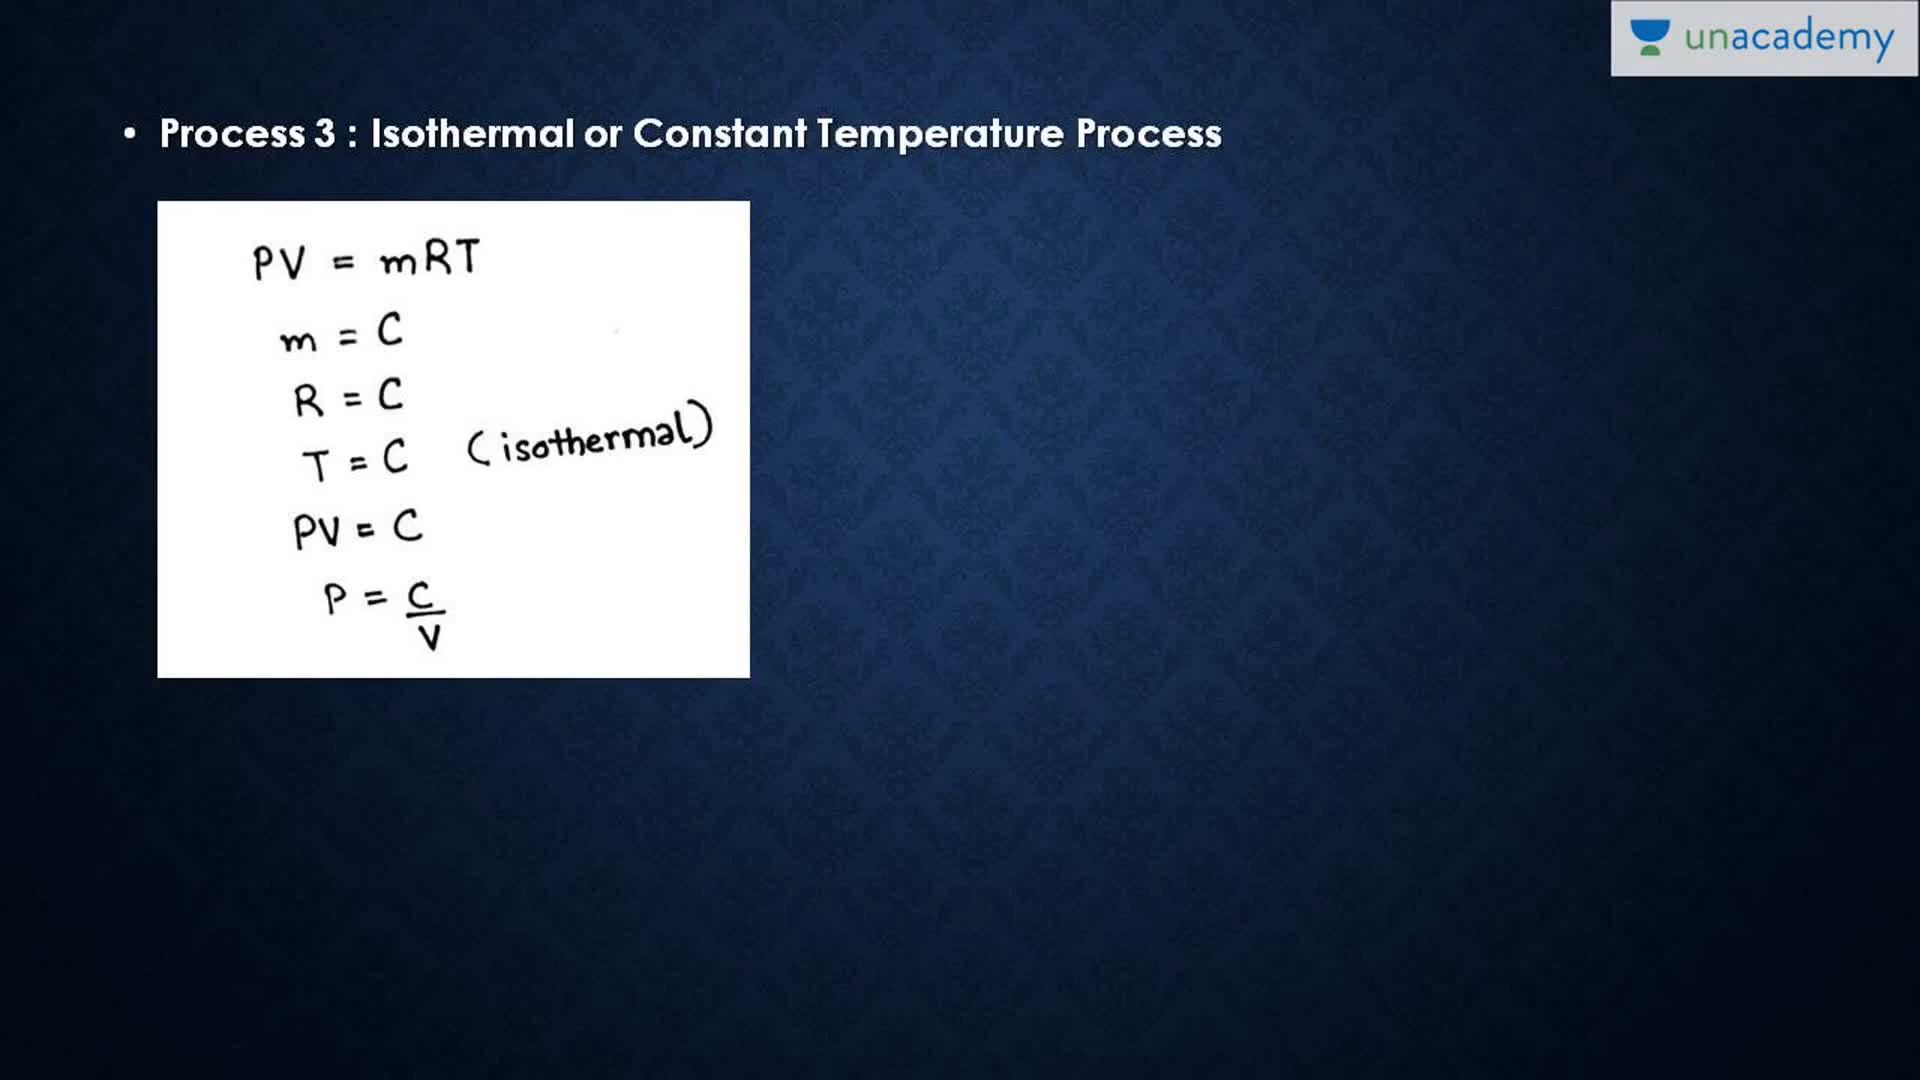 unacademy
• Process 3 : Isothermal or Constant Temperature Process
PV = mRT
m = C
R = C
T = C (isothermal)
PV = C
P = C
V